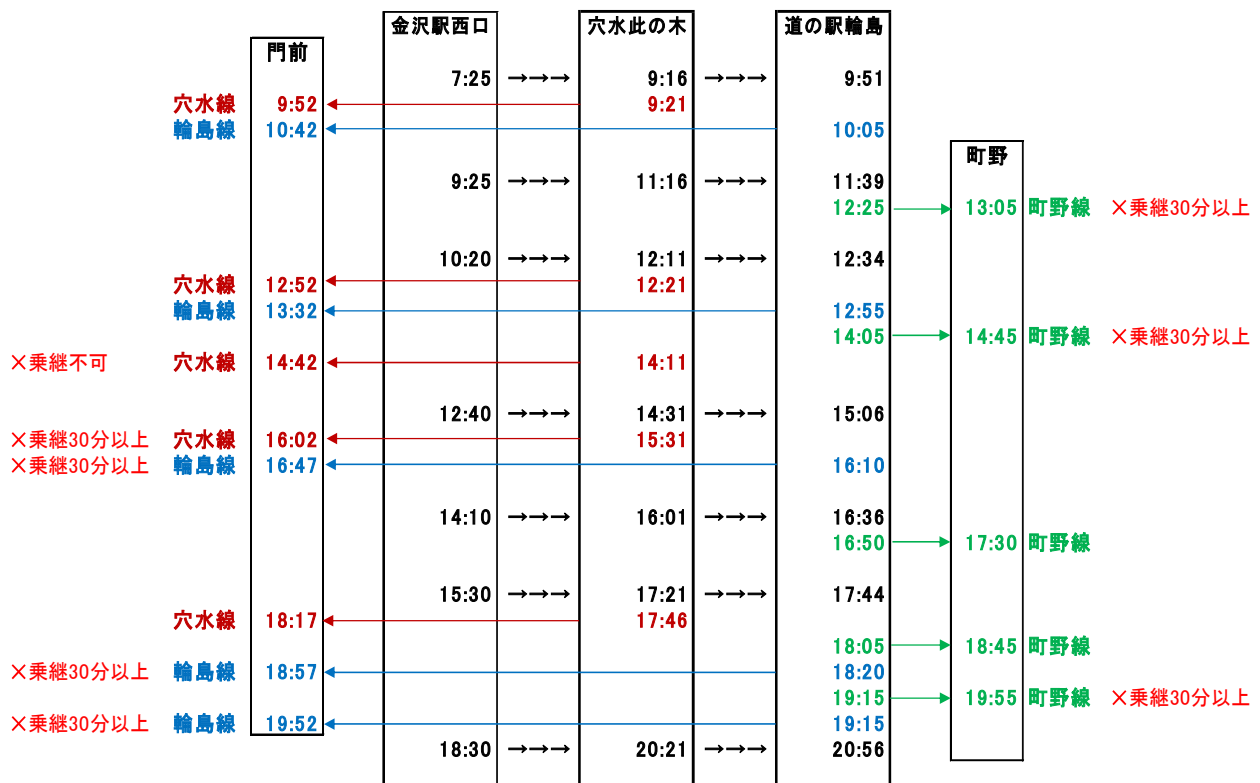 金沢駅西口 穴水此の木 道の駅輪島
門前
7:25 →→→ 9:16 →→→ 9:51
穴水線 9:52 9:21
輪島線 10:42 10:05
町野
9:25 →→→ 11:16 →→→ 11:39
12:25 13:05 町野線 ×乗継30分以上
10:20 →→→ 12:11 →→→ 12:34
穴水線 12:52 12:21
輪島線 13:32 12:55
14:05 14:45 町野線 ×乗継30分以上
×乗継不可 穴水線 14:42 14:11
12:40 →→→ 14:31 →→→ 15:06
×乗継30分以上 穴水線 16:02 15:31
×乗継30分以上 輪島線 16:47 16:10
14:10 →→→ 16:01 →→→ 16:36
16:50 17:30 町野線
15:30 →→→ 17:21 →→→ 17:44
穴水線 18:17 17:46
18:05 18:45 町野線
×乗継30分以上 輪島線 18:57 18:20
19:15 19:55 町野線 ×乗継30分以上
×乗継30分以上 輪島線 19:52 19:15
18:30 →→→ 20:21 →→→ 20:56